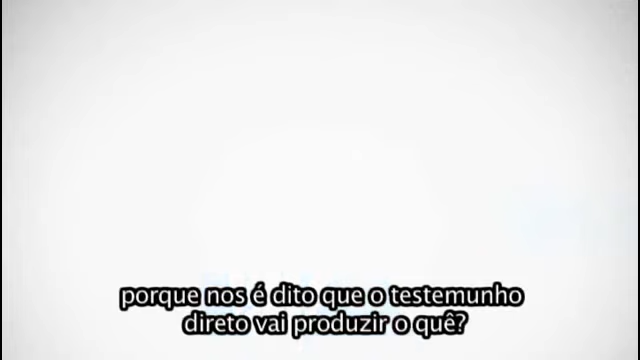 porque nos é dito que o testemunho
direto vai produzir o quê?